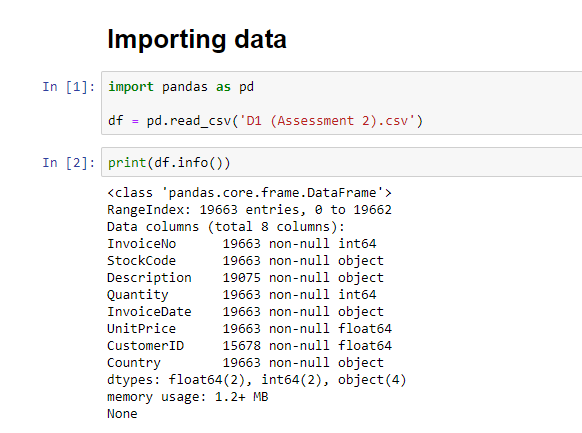 Importing data
In [1]: import pandas as pd
df = pd.read_csv('D1 (Assessment 2).csv')
In [2]: print(df.info())
<class 'pandas.core.frame.DataFrame'>
RangeIndex: 19663 entries, 0 to 19662
Data columns (total 8 columns):
InvoiceNo      19663 non-null int64
StockCode      19663 non-null object
Description    19075 non-null object
Quantity       19663 non-null int64
InvoiceDate    19663 non-null object
UnitPrice      19663 non-null float64
CustomerID     15678 non-null float64
Country        19663 non-null object
dtypes: float64(2), int64(2), object(4)
memory usage: 1.2+ MB
None